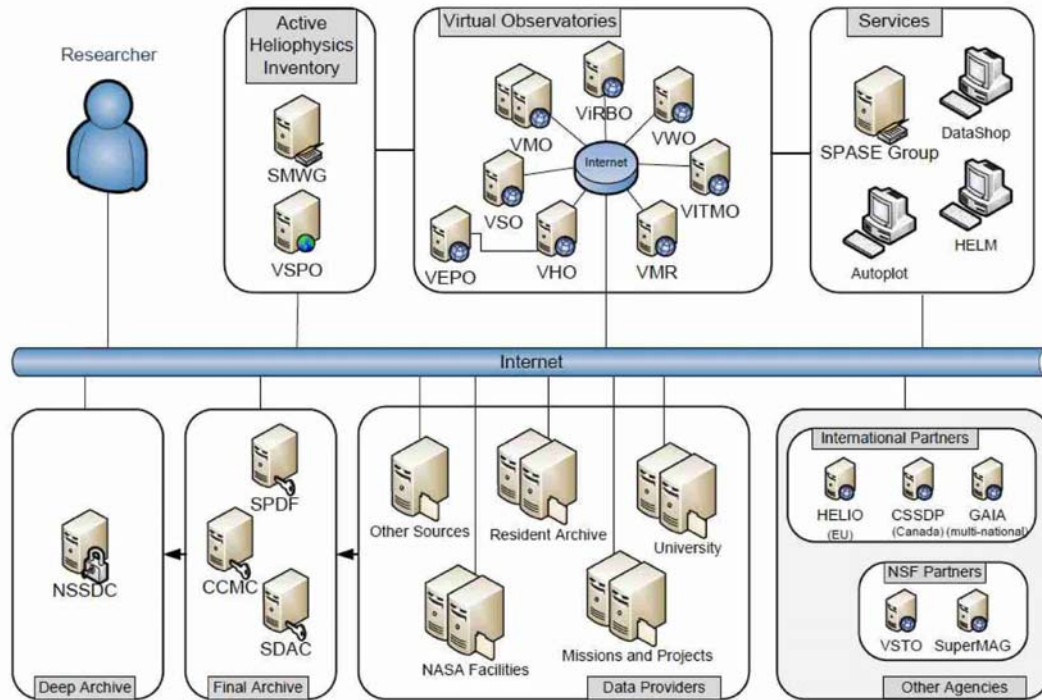 Researcher
Active
Heliophysics
Inventory
SMWG
VSPO
Virtual Observatories
VMO
ViRBO
VWO
Internet
VSO
VITMO
VEPO
VHO
VMR
Services
SPASE Group
DataShop
Autoplot
HELM
Internet
NSSDC
Deep Archive
SPDF
CCMC
SDAC
Final Archive
Other Sources
Resident Archive
University
NASA Facilities
Missions and Projects
Data Providers
International Partners
HELIO
(EU)
CSSDP
(Canada)
GAIA
(multi-national)
NSF Partners
VSTO
SuperMAG
Other Agencies